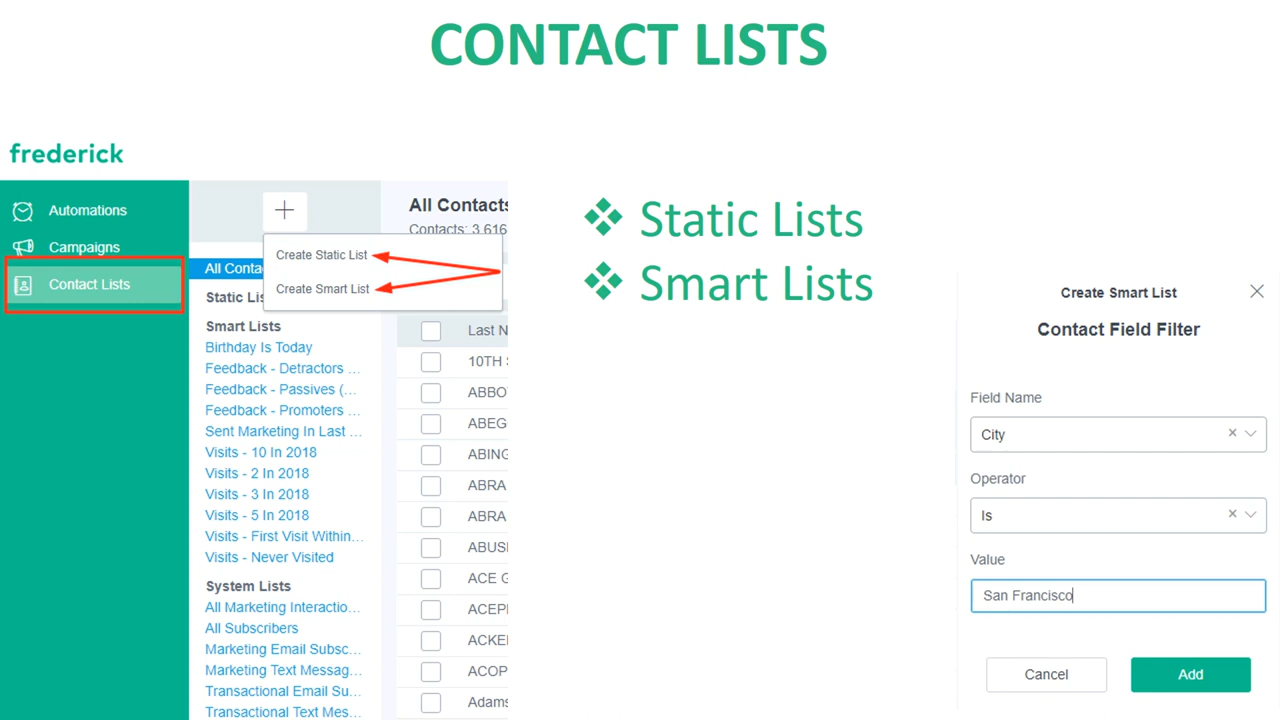 CONTACT LISTS
frederick
Automations
Campaigns
Contact Lists
Create Static List
Create Smart List
All Conta
Static Lis
Smart Lists
Birthday Is Today
Feedback - Detractors ...
Feedback - Passives (...
Feedback - Promoters ...
Sent Marketing In Last ...
Visits - 10 In 2018
Visits - 2 In 2018
Visits - 3 In 2018
Visits - 5 In 2018
Visits - First Visit Within...
Visits - Never Visited
System Lists
All Marketing Interactio...
All Subscribers
Marketing Email Subsc...
Marketing Text Messag...
Transactional Email Su...
Transactional Text Mes...
All Contacts
Contacts: 3,616
Last N
10TH
ABBO
ABEG
ABING
ABRA
ABRA
ABUS
ACE G
ACEP
ACKE
ACOP
Adams
Static Lists
Smart Lists
Create Smart List
Contact Field Filter
Field Name
City
Operator
Is
Value
San Francisco
Cancel
Add